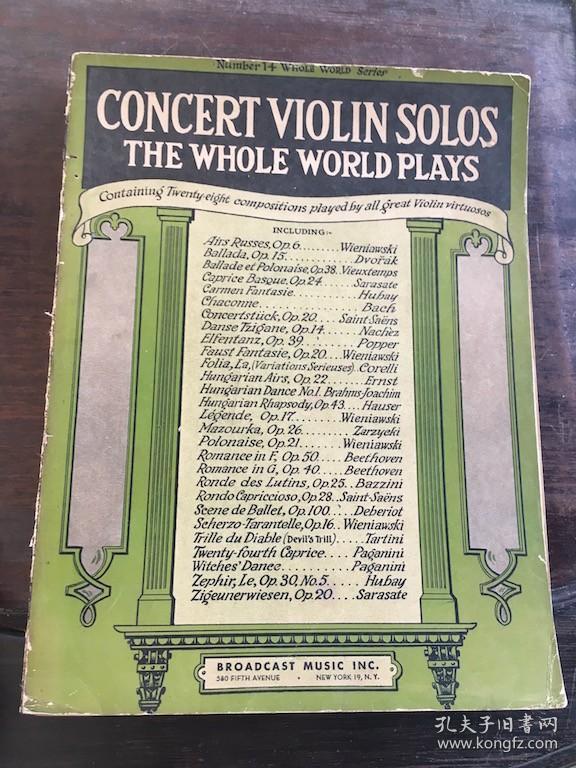 Number 14 WHOLE WORLD Series
CONCERT VIOLIN SOLOS
THE WHOLE WORLD PLAYS
Containing Twenty-eight compositions played by all great Violin virtuosos
INCLUDING:-
Airs Russes, Op. 6........Wieniawski
Ballada, Op. 15............Dvořák
Ballade et Polonaise, Op. 38. Vieuxtemps
Caprice Basque, Op. 24.....Sarasate
Carmen Fantasie..........Hubay
Chaconne..................Bach
Concertstück, Op. 20....Saint-Saëns
Danse Tzigane, Op. 14....Nachèz
Elfentanz, Op. 39.........Popper
Faust Fantasie, Op. 20...Wieniawski
Folia, La, (Variations Serieuses)..Corelli
Hungarian Airs, Op. 22......Ernst
Hungarian Dance No. 1. Brahms-Joachim
Hungarian Rhapsody, Op. 43....Hauser
Légende, Op. 17........Wieniawski
Mazourka, Op. 26.......Zarzycki
Polonaise, Op. 21.....Wieniawski
Romance in F, Op. 50....Beethoven
Romance in G, Op. 40....Beethoven
Ronde des Lutins, Op. 25..Bazzini
Rondo Capriccioso, Op. 28. Saint-Saëns
Scene de Ballet, Op. 100....Deberiot
Scherzo-Tarantelle, Op. 16..Wieniawski
Trille du Diable (Devil's Trill).....Tartini
Twenty-fourth Caprice....Paganini
Witches' Dance..........Paganini
Zephir, Le, Op. 30, No. 5.....Hubay
Zigeunerwiesen, Op. 20...Sarasate
BROADCAST MUSIC INC.
580 FIFTH AVENUE • NEW YORK 19, N. Y.
孔夫子旧书网
www.kongfz.com